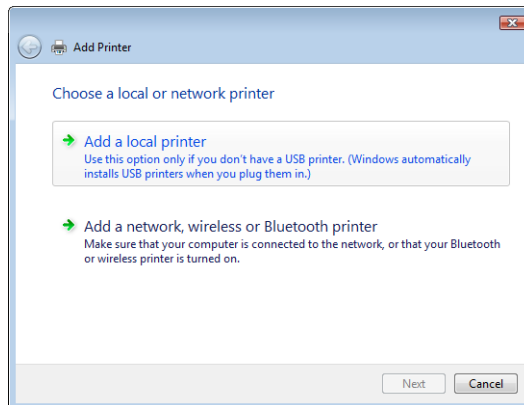 Add Printer
Choose a local or network printer
Add a local printer
Use this option only if you don't have a USB printer. (Windows automatically
installs USB printers when you plug them in.)
Add a network, wireless or Bluetooth printer
Make sure that your computer is connected to the network, or that your Bluetooth
or wireless printer is turned on.
Next Cancel